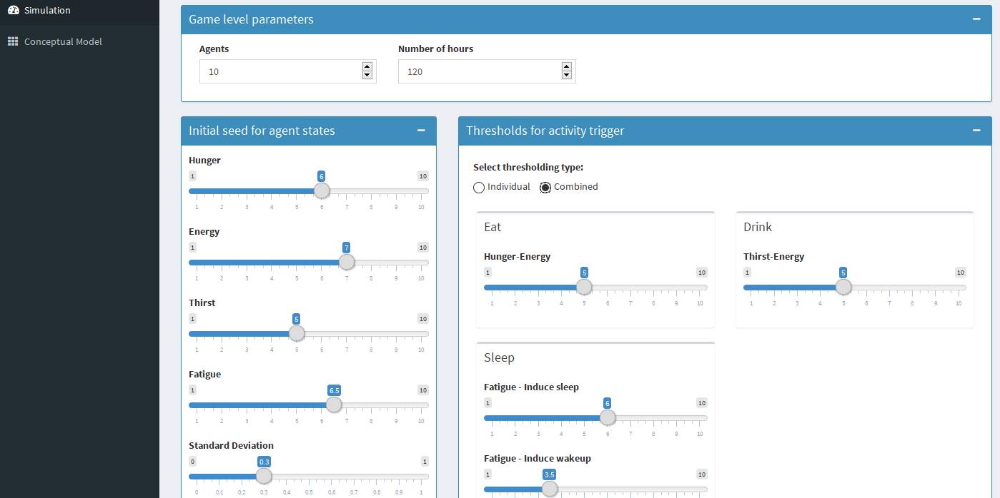 Simulation
Conceptual Model
Game level parameters
Agents
Number of hours
10
120
Initial seed for agent states
Hunger
1 6 10
1 2 3 4 5 6 7 8 9 10
Energy
1 7 10
1 2 3 4 5 6 7 8 9 10
Thirst
1 5 10
1 2 3 4 5 6 7 8 9 10
Fatigue
1 6.5 10
1 2 3 4 5 6 7 8 9 10
Standard Deviation
0 0.3 1
0 0.1 0.2 0.3 0.4 0.5 0.6 0.7 0.8 0.9 1
Thresholds for activity trigger
Select thresholding type:
Individual Combined
Eat
Hunger-Energy
1 5 10
1 2 3 4 5 6 7 8 9 10
Drink
Thirst-Energy
1 5 10
1 2 3 4 5 6 7 8 9 10
Sleep
Fatigue - Induce sleep
1 6 10
1 2 3 4 5 6 7 8 9 10
Fatigue - Induce wakeup
1 3.5 10